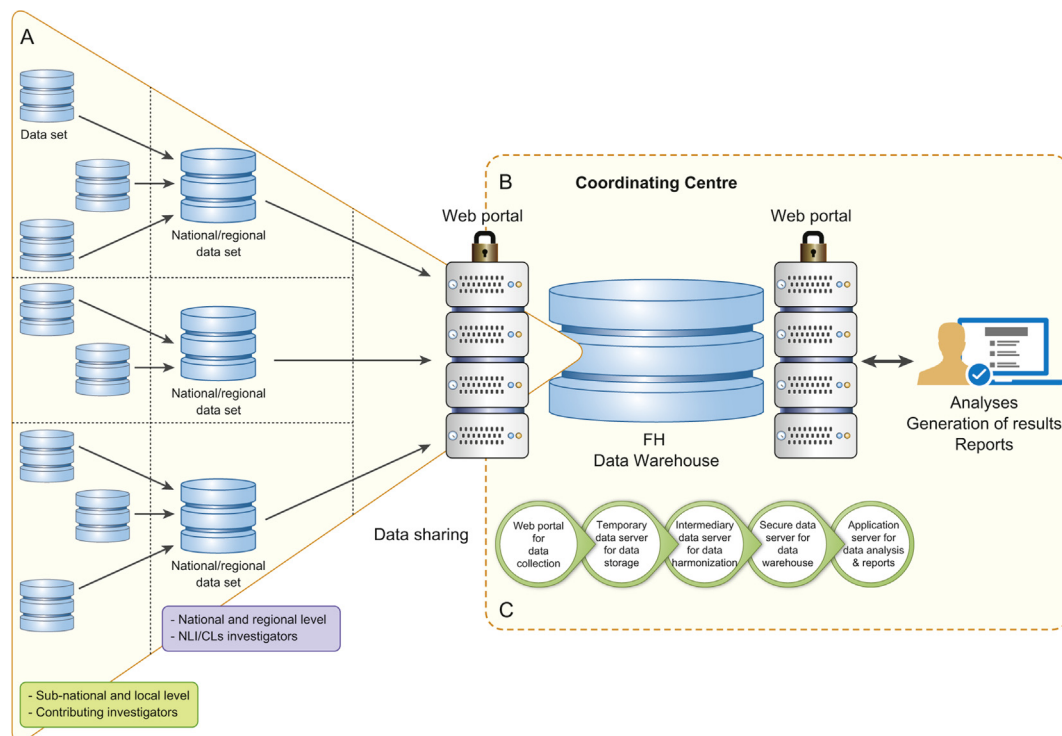 A
Data set
National/regional
data set
National/regional
data set
National/regional
data set
- National and regional level
- NLI/CLs investigators
- Sub-national and local level
- Contributing investigators
Data sharing
B
Coordinating Centre
Web portal
Web portal
FH
Data Warehouse
Analyses
Generation of results
Reports
Web portal
for
data
collection
Temporary
data server
for data
storage
Intermediary
data server
for data
harmonization
Secure data
server for
data
warehouse
Application
server for
data analysis
& reports
C